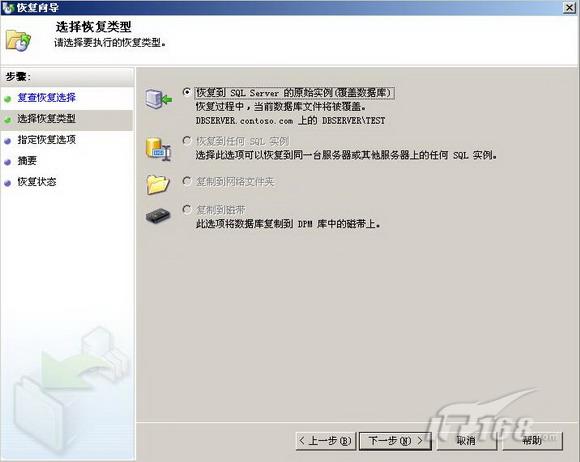 恢复向导
选择恢复类型
请选择要执行的恢复类型。
步骤:
复查恢复选择
选择恢复类型
指定恢复选项
摘要
恢复状态
恢复到 SQL Server 的原始实例(覆盖数据库)
恢复过程中，当前数据库文件将被覆盖。
DBSERVER.contoso.com 上的 DBSERVER\TEST
恢复到任何 SQL 实例
选择此选项可以恢复到同一台服务器或其他服务器上的任何 SQL 实例。
复制到网络文件夹
复制到磁带
此选项将数据库复制到 DPM 库中的磁带上。
< 上一步(B) 下一步(N) > 取消 帮助
IT168.com